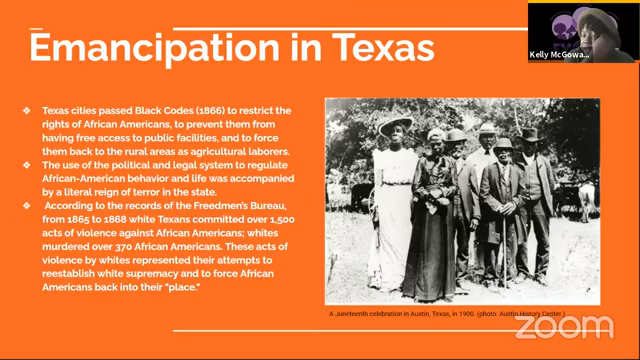 Emancipation in Texas
Kelly McGowa...
❖ Texas cities passed Black Codes (1866) to restrict the
rights of African Americans, to prevent them from
having free access to public facilities, and to force
them back to the rural areas as agricultural laborers.
❖ The use of the political and legal system to regulate
African-American behavior and life was accompanied
by a literal reign of terror in the state.
❖ According to the records of the Freedmen's Bureau,
from 1865 to 1868 white Texans committed over 1,500
acts of violence against African Americans; whites
murdered over 370 African Americans. These acts of
violence by whites represented their attempts to
reestablish white supremacy and to force African
Americans back into their "place."
A Juneteenth celebration in Austin, Texas, in 1900. (photo: Austin History Center )
zoom